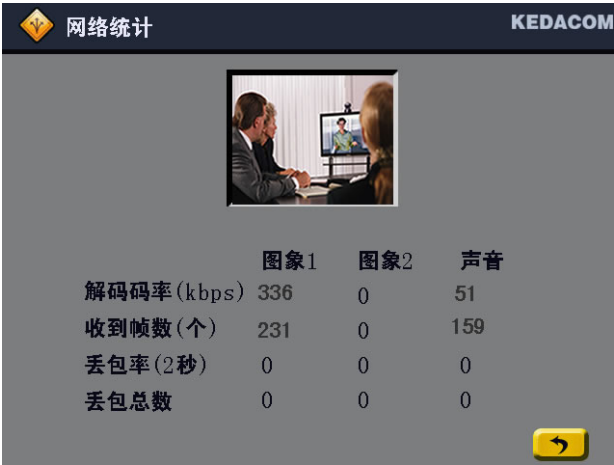 网络统计 KEDACOM
图象1 图象2 声音
解码码率(kbps) 336 0 51
收到帧数(个) 231 0 159
丢包率(2秒) 0 0 0
丢包总数 0 0 0